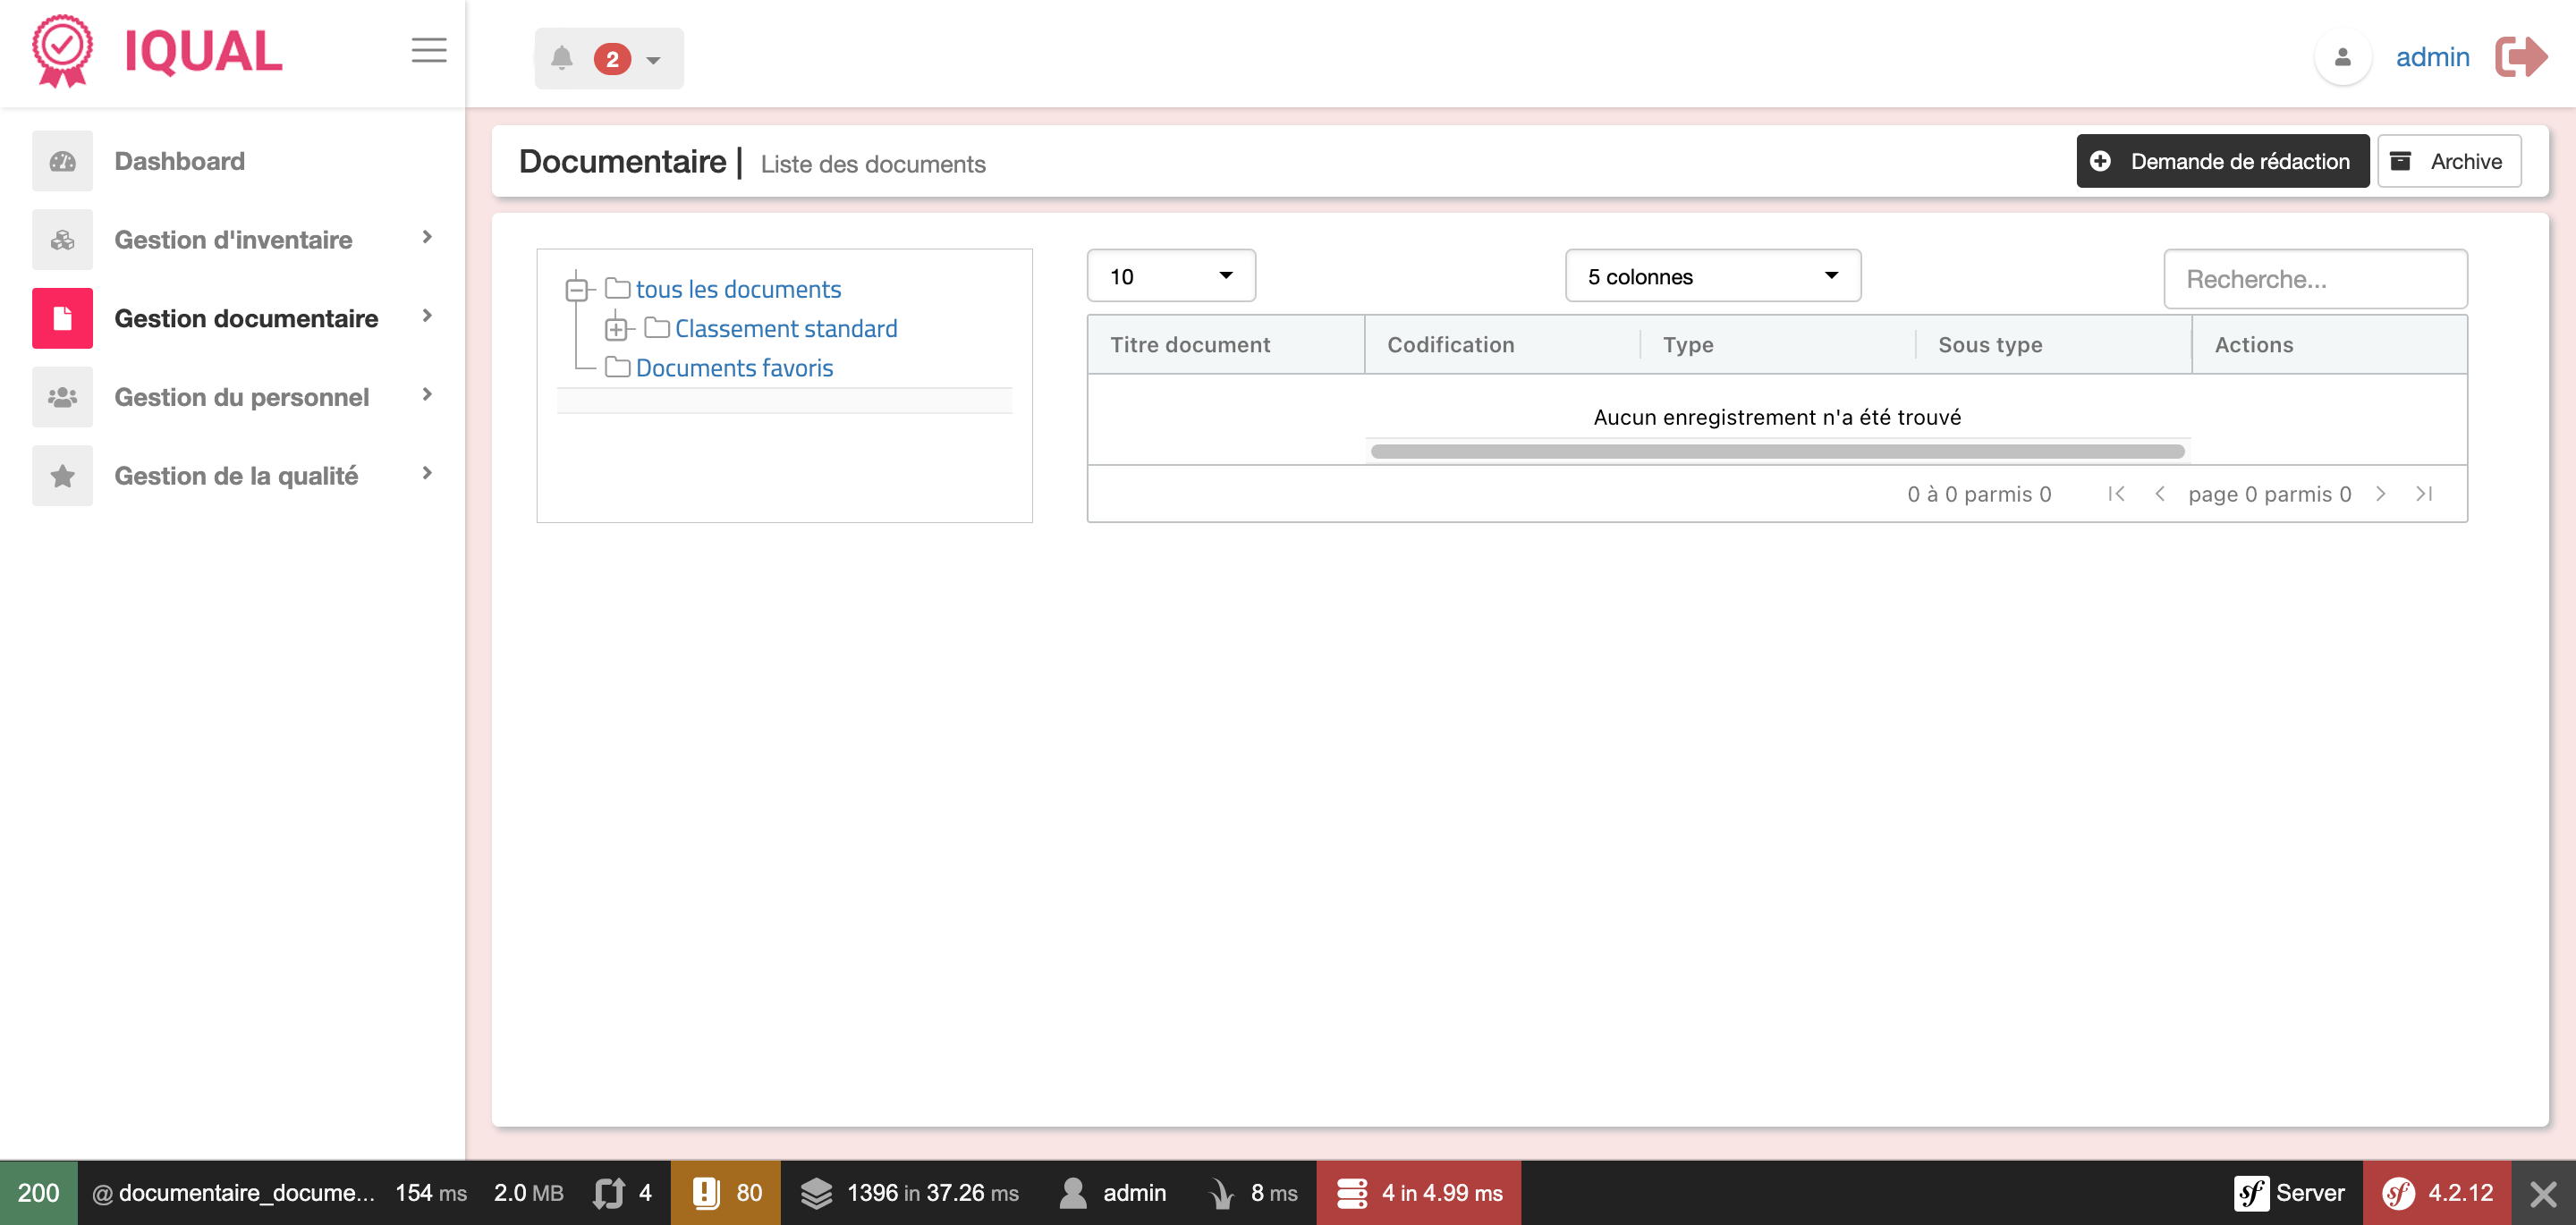 IQUAL
2
admin
Dashboard
Gestion d'inventaire
Gestion documentaire
Gestion du personnel
Gestion de la qualité
Documentaire | Liste des documents
Demande de rédaction
Archive
tous les documents
Classement standard
Documents favoris
10
5 colonnes
Recherche...
Titre document
Codification
Type
Sous type
Actions
Aucun enregistrement n'a été trouvé
0 à 0 parmis 0
page 0 parmis 0
200
@ documentaire_docume...
154 ms
2.0 MB
4
80
1396 in 37.26 ms
admin
8 ms
4 in 4.99 ms
sf Server
sf 4.2.12